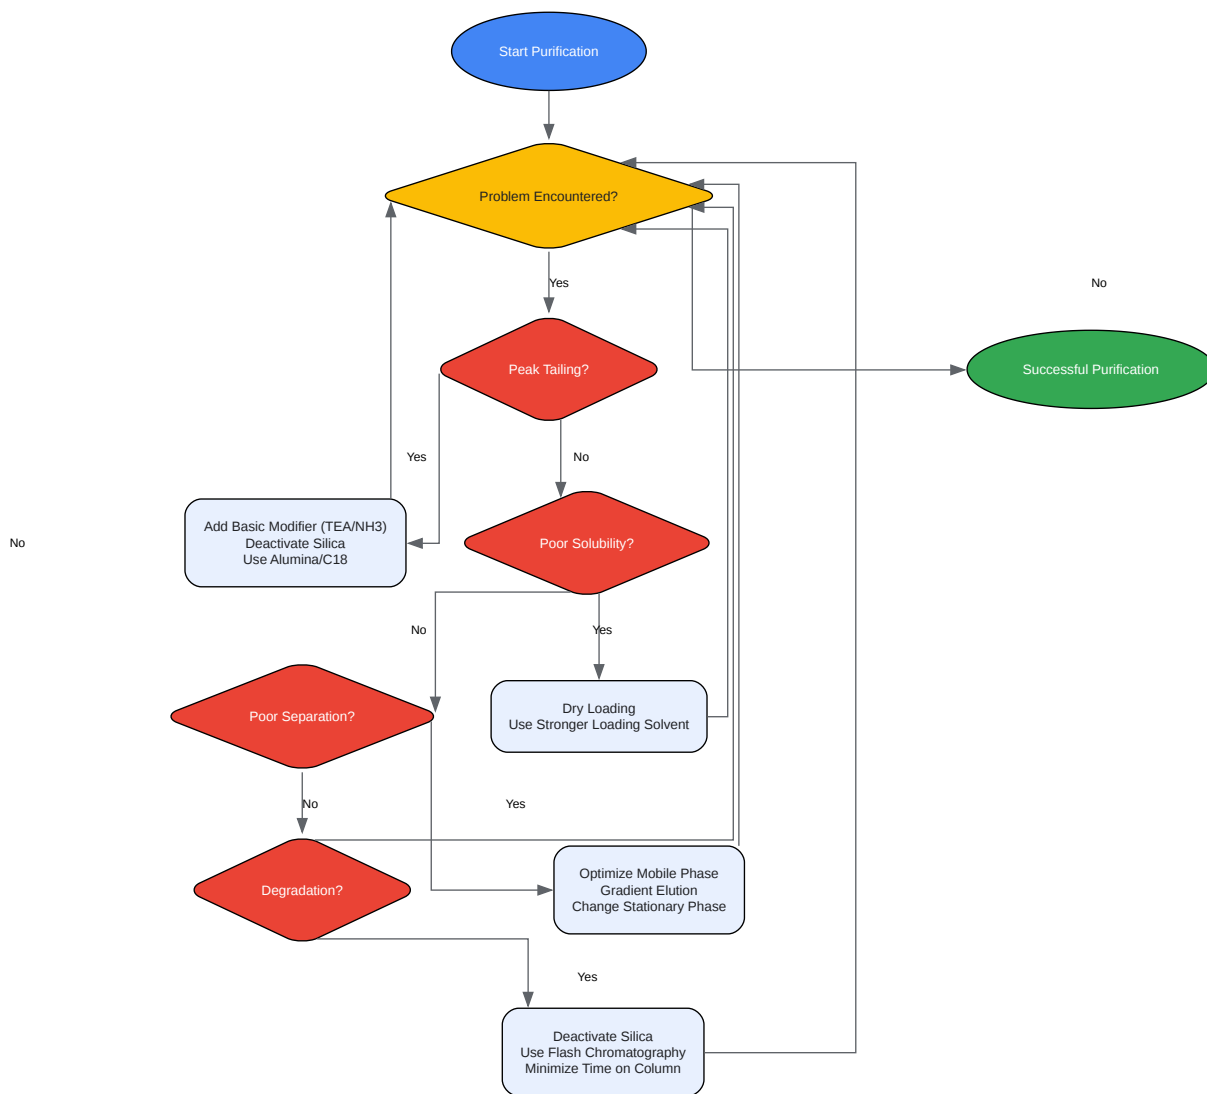 Start Purification
Problem Encountered?
Yes
No
Peak Tailing?
Successful Purification
Yes
No
Add Basic Modifier (TEA/NH3)
Deactivate Silica
Use Alumina/C18
No
Poor Solubility?
No
Yes
Poor Separation?
Dry Loading
Use Stronger Loading Solvent
No
Yes
Degradation?
Optimize Mobile Phase
Gradient Elution
Change Stationary Phase
Yes
Deactivate Silica
Use Flash Chromatography
Minimize Time on Column